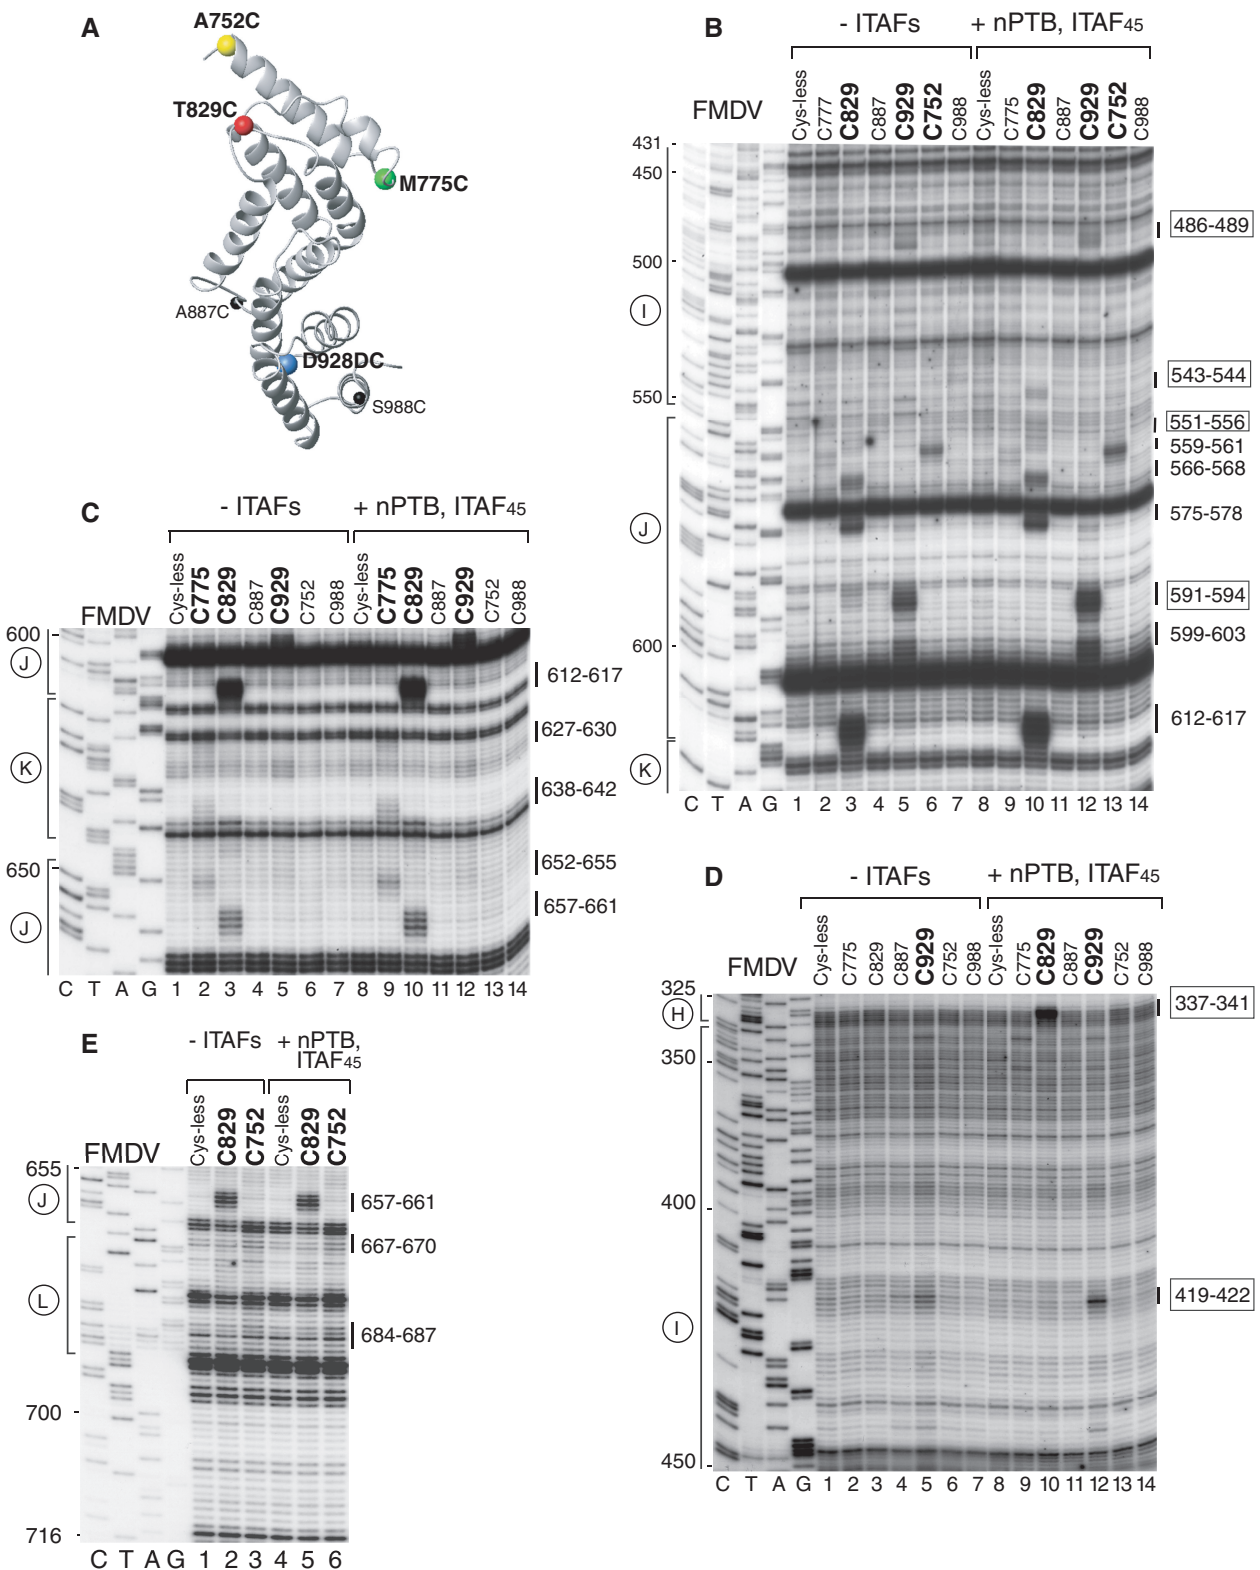 A
A752C
T829C
M775C
A887C
D928DC
S988C
B
- ITAFs
+ nPTB, ITAF45
FMDV
Cys-less
C777
C829
C887
C929
C752
C988
Cys-less
C775
C829
C887
C929
C752
C988
431
450
500
550
600
I
J
K
486-489
543-544
551-556
559-561
566-568
575-578
591-594
599-603
612-617
C T A G 1 2 3 4 5 6 7 8 9 10 11 12 13 14
C
- ITAFs
+ nPTB, ITAF45
FMDV
Cys-less
C775
C829
C887
C929
C752
C988
Cys-less
C775
C829
C887
C929
C752
C988
600
650
J
K
J
612-617
627-630
638-642
652-655
657-661
C T A G 1 2 3 4 5 6 7 8 9 10 11 12 13 14
D
- ITAFs
+ nPTB, ITAF45
FMDV
Cys-less
C775
C829
C887
C929
C752
C988
Cys-less
C775
C829
C887
C929
C752
C988
325
350
400
450
H
I
337-341
419-422
C T A G 1 2 3 4 5 6 7 8 9 10 11 12 13 14
E
- ITAFs
+ nPTB,
ITAF45
FMDV
Cys-less
C829
C752
Cys-less
C829
C752
655
700
716
J
L
657-661
667-670
684-687
C T A G 1 2 3 4 5 6